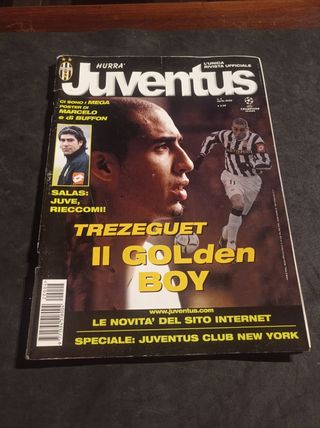 HURRÀ
Juventus
L'UNICA
RIVISTA UFFICIALE
CI SONO I MEGA
POSTER DI
MARCELO
e di BUFFON
SALAS:
JUVE,
RIECCOMI!
TREZEGUET
Il GOLden
BOY
www.juventus.com
LE NOVITA' DEL SITO INTERNET
SPECIALE: JUVENTUS CLUB NEW YORK